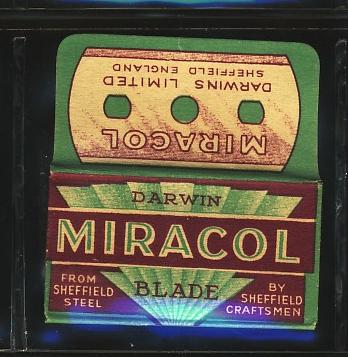 DARWINS LIMITED
SHEFFIELD ENGLAND
MIRACOL
DARWIN
MIRACOL
BLADE
FROM
SHEFFIELD
STEEL
BY
SHEFFIELD
CRAFTSMEN